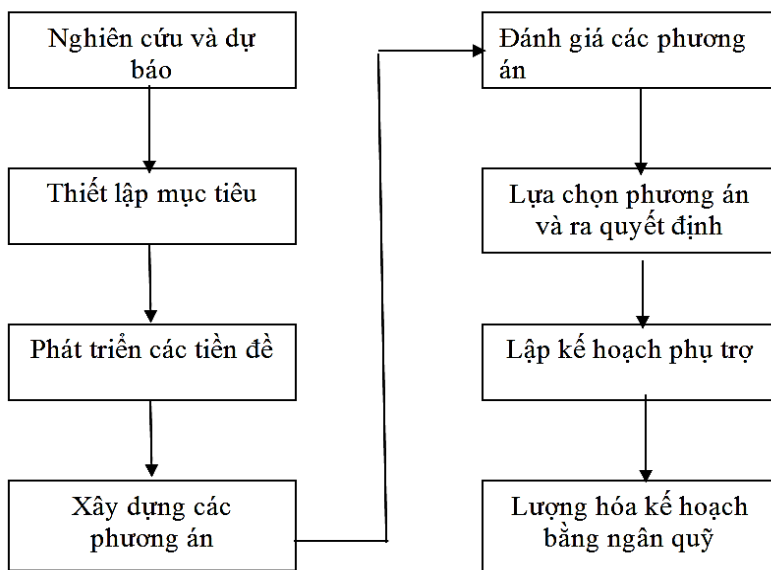 Nghiên cứu và dự
báo
Thiết lập mục tiêu
Phát triển các tiền đề
Xây dựng các
phương án
Đánh giá các phương
án
Lựa chọn phương án
và ra quyết định
Lập kế hoạch phụ trợ
Lượng hóa kế hoạch
bằng ngân quỹ